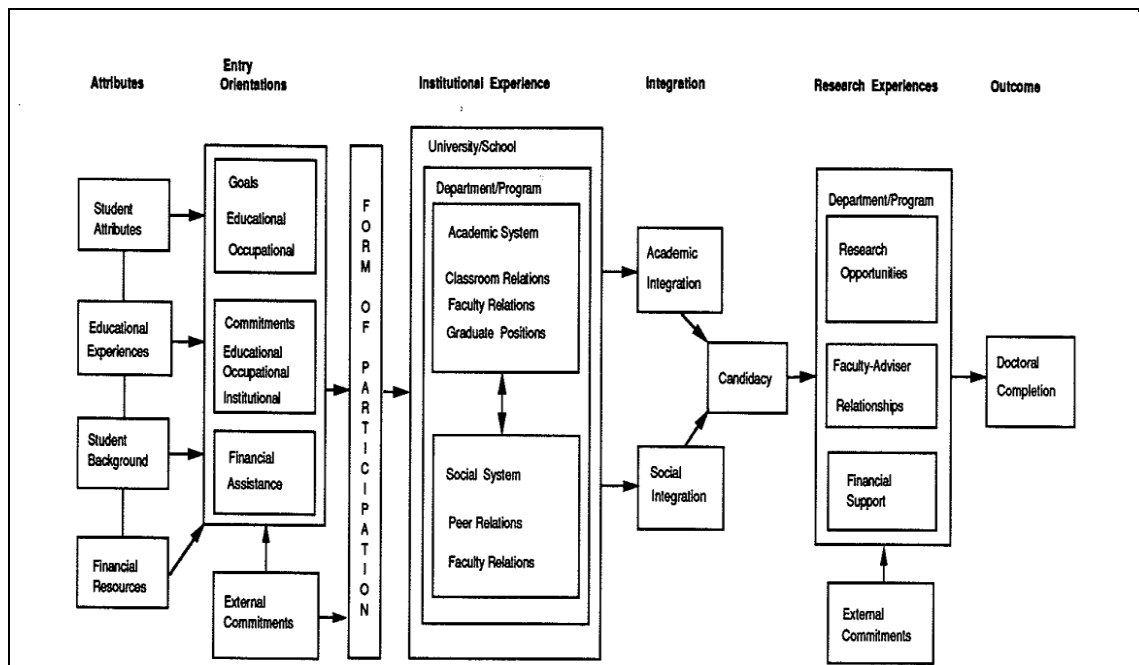 Attributes
Entry
Orientations
Institutional Experience
Integration
Research Experiences
Outcome
Student
Attributes
Educational
Experiences
Student
Background
Financial
Resources
Goals
Educational
Occupational
Commitments
Educational
Occupational
Institutional
Financial
Assistance
External
Commitments
FORM OF PARTICIPATION
University/School
Department/Program
Academic System
Classroom Relations
Faculty Relations
Graduate Positions
Social System
Peer Relations
Faculty Relations
Academic
Integration
Social
Integration
Candidacy
Department/Program
Research
Opportunities
Faculty-Adviser
Relationships
Financial
Support
External
Commitments
Doctoral
Completion